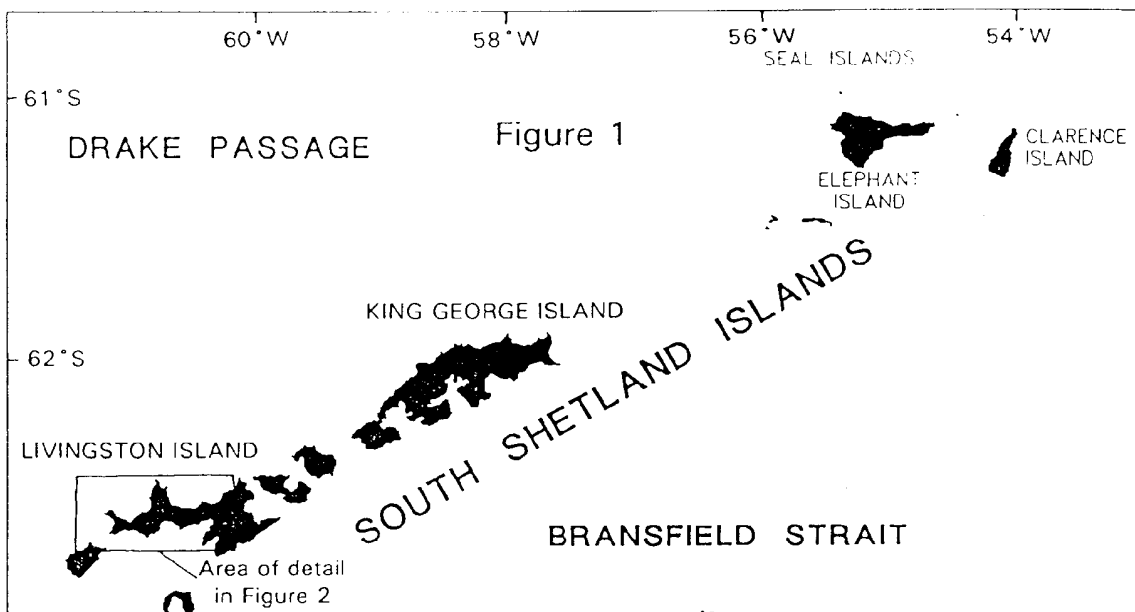 60°W 58°W 56°W 54°W
SEAL ISLANDS
61°S
DRAKE PASSAGE
Figure 1
CLARENCE
ISLAND
ELEPHANT
ISLAND
SOUTH SHETLAND ISLANDS
KING GEORGE ISLAND
62°S
LIVINGSTON ISLAND
BRANSFIELD STRAIT
Area of detail
in Figure 2